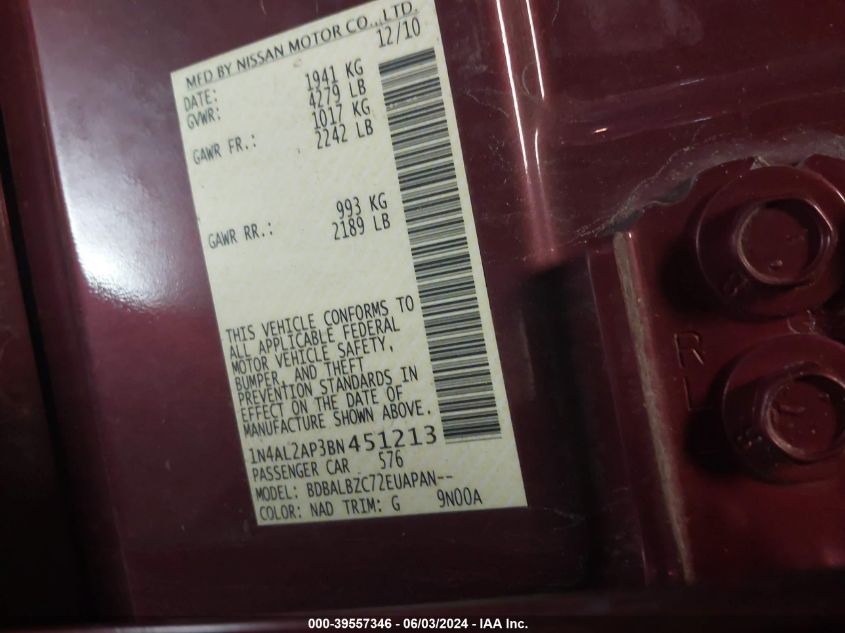 MFD BY NISSAN MOTOR CO.,LTD.
DATE: 12/10
GVWR: 1941 KG
4279 LB
GAWR FR.: 1017 KG
2242 LB
GAWR RR.: 993 KG
2189 LB
THIS VEHICLE CONFORMS TO
ALL APPLICABLE FEDERAL
MOTOR VEHICLE SAFETY,
BUMPER, AND THEFT
PREVENTION STANDARDS IN
EFFECT ON THE DATE OF
MANUFACTURE SHOWN ABOVE.
1N4AL2AP3BN451213
PASSENGER CAR 576
MODEL: BDBALBZC72EUAPAN--
COLOR: NAD TRIM: G 9N00A
R
L
000-39557346 - 06/03/2024 - IAA Inc.